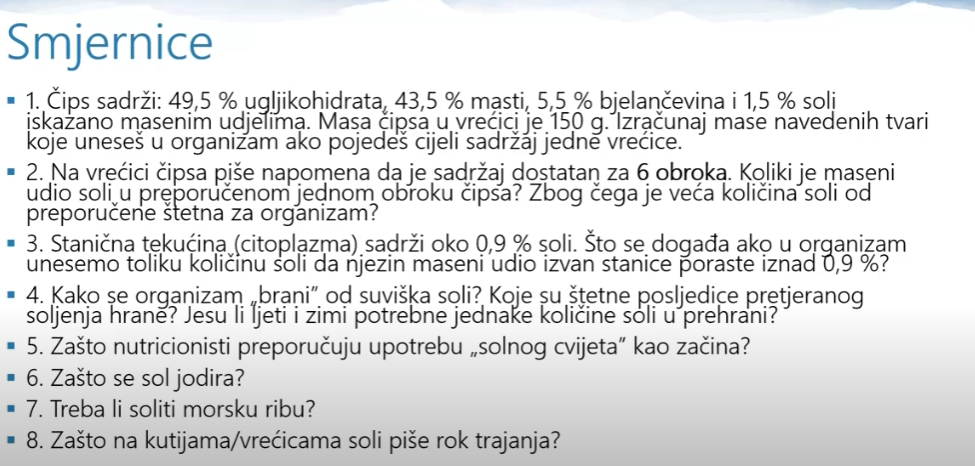 Smjernice
▪ 1. Čips sadrži: 49,5 % ugljikohidrata, 43,5 % masti, 5,5 % bjelančevina i 1,5 % soli
iskazano masenim udjelima. Masa čipsa u vrećici je 150 g. Izračunaj mase navedenih tvari
koje uneseš u organizam ako pojedeš cijeli sadržaj jedne vrećice.
▪ 2. Na vrećici čipsa piše napomena da je sadržaj dostatan za 6 obroka. Koliki je maseni
udio soli u preporučenom jednom obroku čipsa? Zbog čega je veća količina soli od
preporučene štetna za organizam?
▪ 3. Stanična tekućina (citoplazma) sadrži oko 0,9 % soli. Što se događa ako u organizam
unesemo toliku količinu soli da njezin maseni udio izvan stanice poraste iznad 0,9 %?
▪ 4. Kako se organizam „brani” od suviška soli? Koje su štetne posljedice pretjeranog
soljenja hrane? Jesu li ljeti i zimi potrebne jednake količine soli u prehrani?
▪ 5. Zašto nutricionisti preporučuju upotrebu „solnog cvijeta” kao začina?
▪ 6. Zašto se sol jodira?
▪ 7. Treba li soliti morsku ribu?
▪ 8. Zašto na kutijama/vrećicama soli piše rok trajanja?